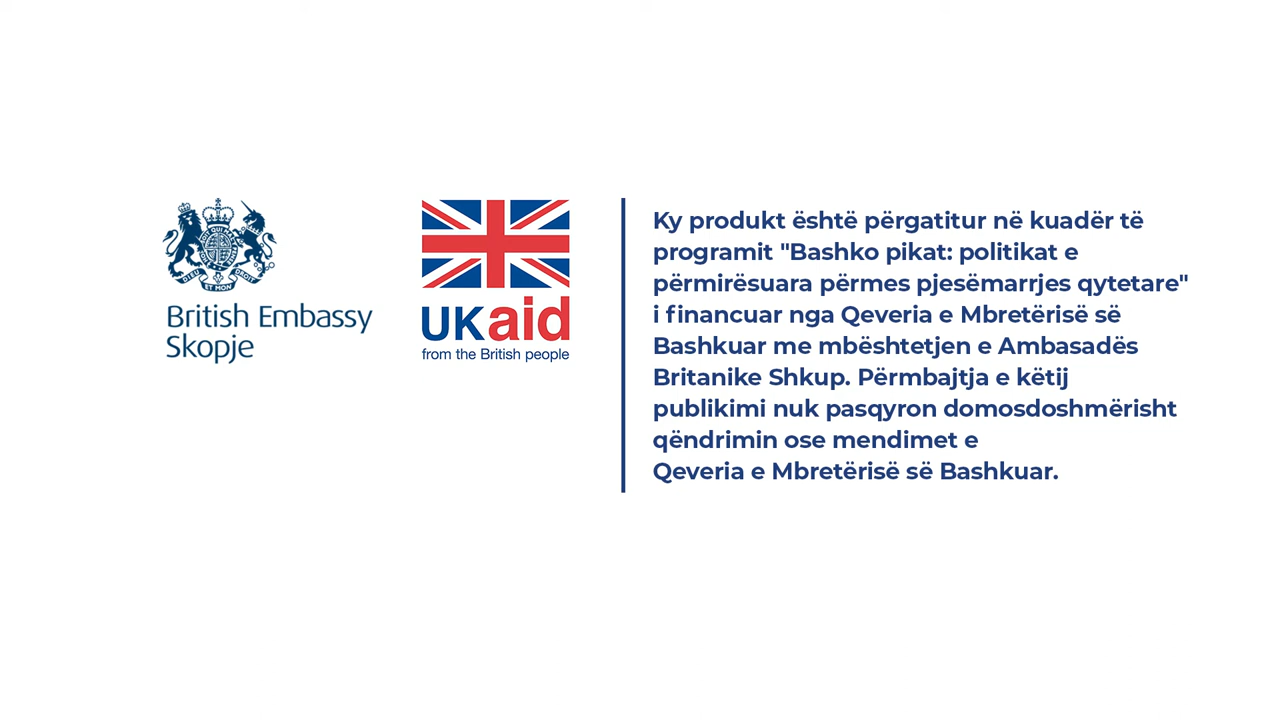 British Embassy
Skopje
UKaid
from the British people
Ky produkt është përgatitur në kuadër të
programit "Bashko pikat: politikat e
përmirësuara përmes pjesëmarrjes qytetare"
i financuar nga Qeveria e Mbretërisë së
Bashkuar me mbështetjen e Ambasadës
Britanike Shkup. Përmbajtja e këtij
publikimi nuk pasqyron domosdoshmërisht
qëndrimin ose mendimet e
Qeveria e Mbretërisë së Bashkuar.